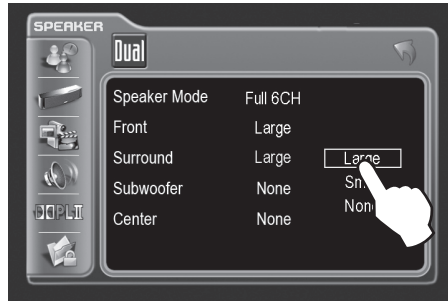 SPEAKER
Dual
Speaker Mode Full 6CH
Front Large
Surround Large Large
Subwoofer None
Center None